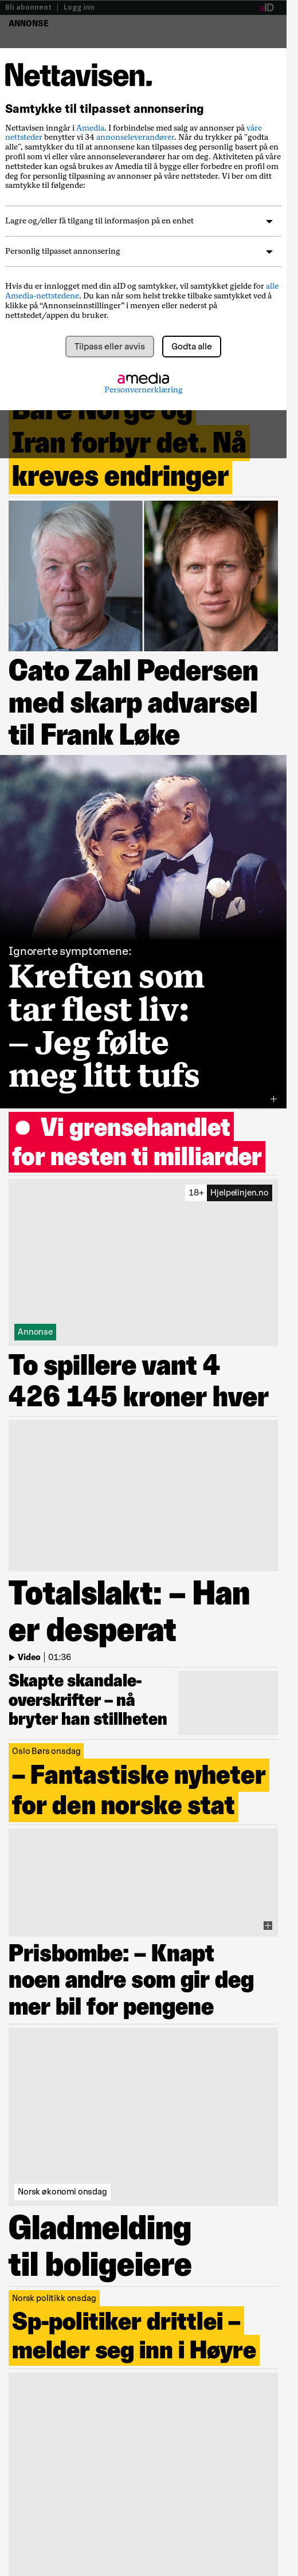 Bli abonnent | Logg inn
aID
ANNONSE
Nettavisen.
Samtykke til tilpasset annonsering
Nettavisen inngår i Amedia. I forbindelse med salg av annonser på våre
nettsteder benytter vi 34 annonseleverandører. Når du trykker på "godta
alle", samtykker du til at annonsene kan tilpasses deg personlig basert på en
profil som vi eller våre annonseleverandører har om deg. Aktiviteten på våre
nettsteder kan også brukes av Amedia til å bygge eller forbedre en profil om
deg for personlig tilpasning av annonser på våre nettsteder. Vi ber om ditt
samtykke til følgende:
Lagre og/eller få tilgang til informasjon på en enhet
Personlig tilpasset annonsering
Hvis du er innlogget med din aID og samtykker, vil samtykket gjelde for alle
Amedia-nettstedene. Du kan når som helst trekke tilbake samtykket ved å
klikke på "Annonseinnstillinger" i menyen eller nederst på
nettstedet/appen du bruker.
Tilpass eller avvis
Godta alle
amedia
Personvernerklæring
Bare Norge og
Iran forbyr det. Nå
kreves endringer
Cato Zahl Pedersen
med skarp advarsel
til Frank Løke
Ignorerte symptomene:
Kreften som
tar flest liv:
– Jeg følte
meg litt tufs
Vi grensehandlet
for nesten ti milliarder
18+ Hjelpelinjen.no
Annonse
To spillere vant 4
426 145 kroner hver
Totalslakt: – Han
er desperat
Video | 01:36
Skapte skandale-
overskrifter – nå
bryter han stillheten
Oslo Børs onsdag
– Fantastiske nyheter
for den norske stat
Prisbombe: – Knapt
noen andre som gir deg
mer bil for pengene
Norsk økonomi onsdag
Gladmelding
til boligeiere
Norsk politikk onsdag
Sp-politiker drittlei –
melder seg inn i Høyre